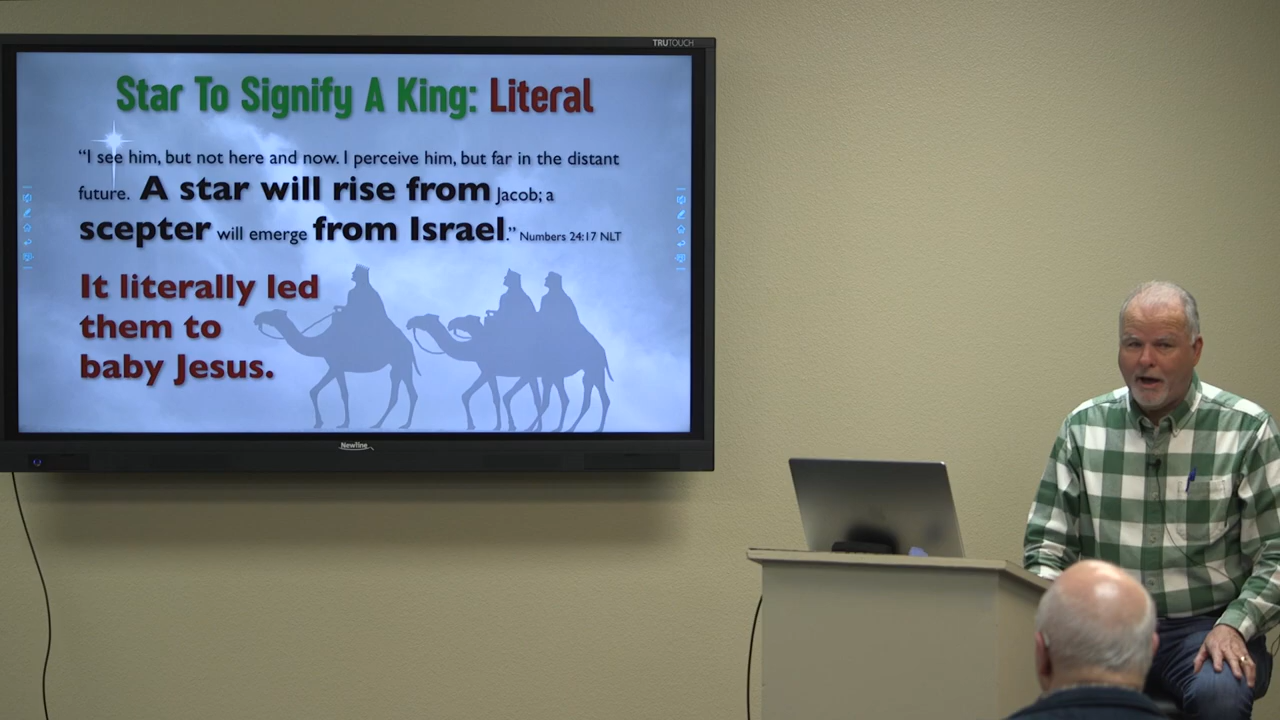 TRUTOUCH
Star To Signify A King: Literal
“I see him, but not here and now. I perceive him, but far in the distant
future. A star will rise from Jacob; a
scepter will emerge from Israel.” Numbers 24:17 NLT
It literally led
them to
baby Jesus.
Newline